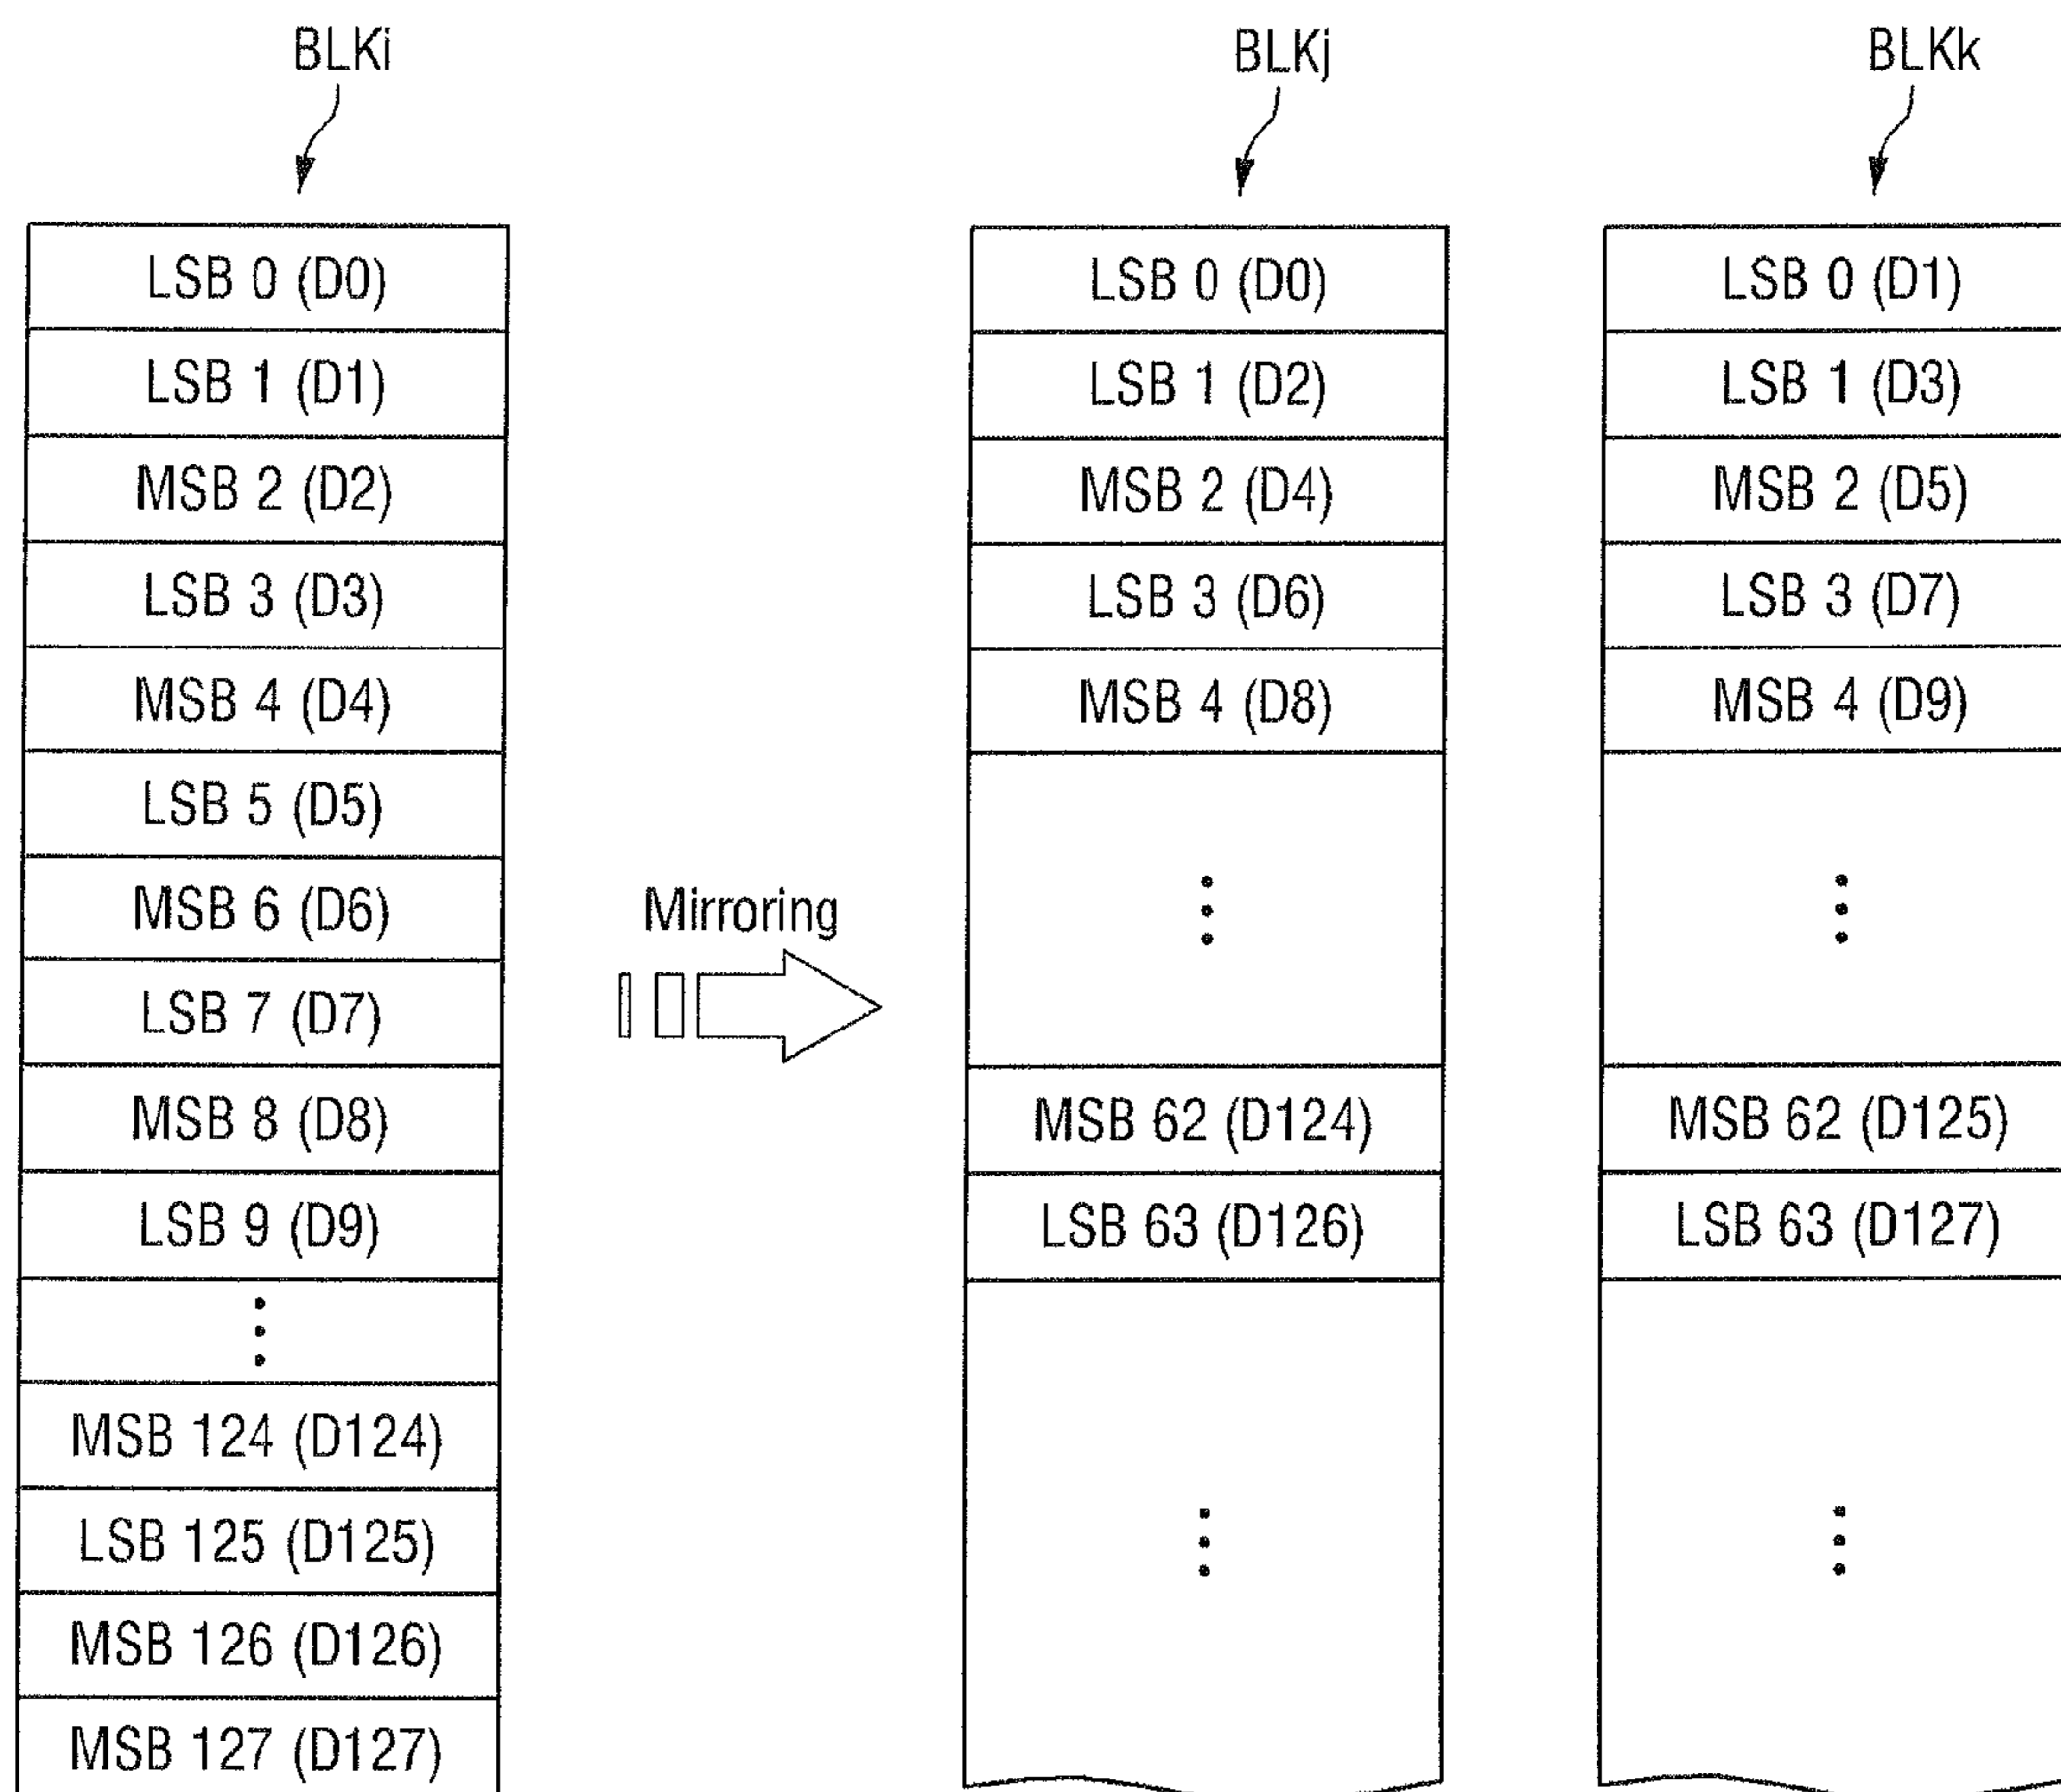 BLKi
LSB 0 (D0)
LSB 1 (D1)
MSB 2 (D2)
LSB 3 (D3)
MSB 4 (D4)
LSB 5 (D5)
MSB 6 (D6)
LSB 7 (D7)
MSB 8 (D8)
LSB 9 (D9)
MSB 124 (D124)
LSB 125 (D125)
MSB 126 (D126)
MSB 127 (D127)
Mirroring
BLKj
LSB 0 (D0)
LSB 1 (D2)
MSB 2 (D4)
LSB 3 (D6)
MSB 4 (D8)
MSB 62 (D124)
LSB 63 (D126)
BLKk
LSB 0 (D1)
LSB 1 (D3)
MSB 2 (D5)
LSB 3 (D7)
MSB 4 (D9)
MSB 62 (D125)
LSB 63 (D127)